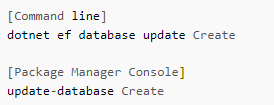 [Command line]
dotnet ef database update Create
[Package Manager Console]
update-database Create